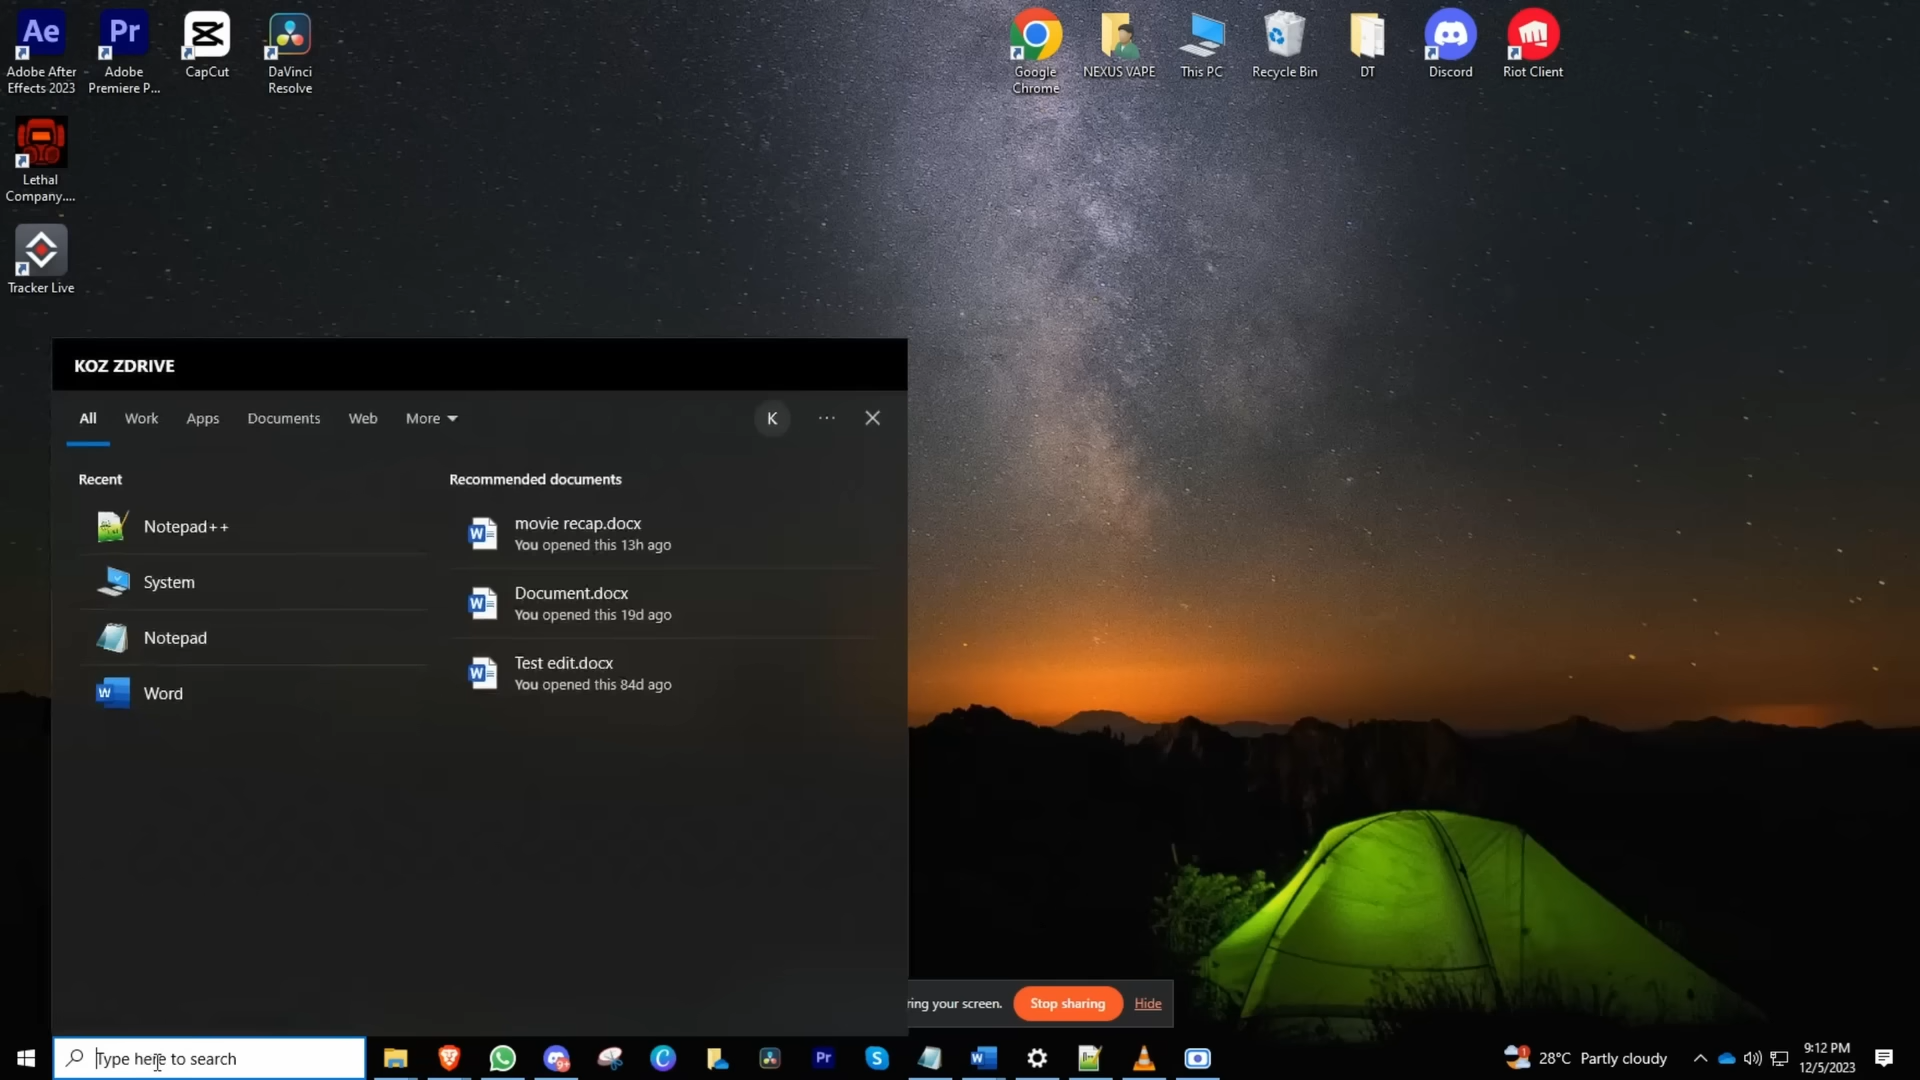 Ae
Pr
Adobe After
Effects 2023
Adobe
Premiere P...
CapCut
DaVinci
Resolve
Google
Chrome
NEXUS VAPE
This PC
Recycle Bin
DT
Discord
Riot Client
Lethal
Company....
Tracker Live
KOZ ZDRIVE
All
Work
Apps
Documents
Web
More
K
Recent
Recommended documents
Notepad++
System
Notepad
Word
movie recap.docx
You opened this 13h ago
Document.docx
You opened this 19d ago
Test edit.docx
You opened this 84d ago
ring your screen.
Stop sharing
Hide
Type here to search
Pr
28°C Partly cloudy
9:12 PM
12/5/2023